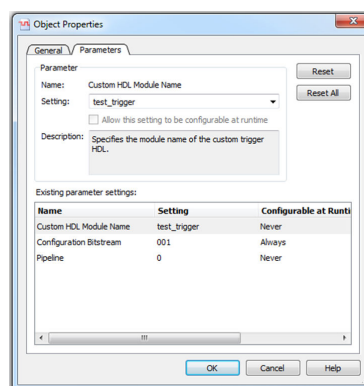 Object Properties
General
Parameters
Parameter
Name: Custom HDL Module Name
Setting: test_trigger
Allow this setting to be configurable at runtime
Description: Specifies the module name of the custom trigger
HDL.
Reset
Reset All
Existing parameter settings:
Name Setting Configurable at Runti
Custom HDL Module Name test_trigger Never
Configuration Bitstream 001 Always
Pipeline 0 Never
OK Cancel Help